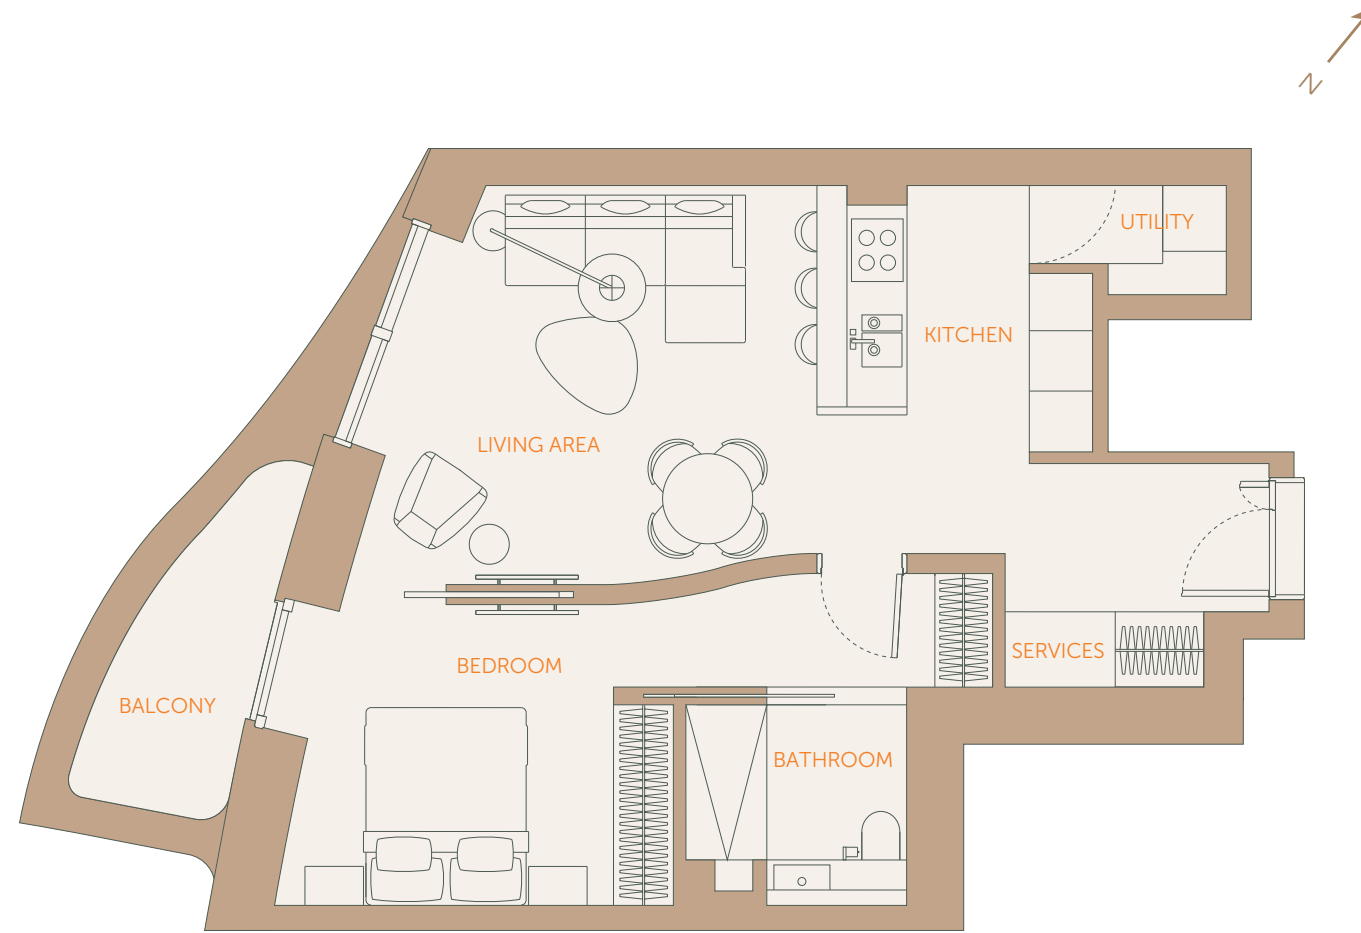 N
UTILITY
KITCHEN
LIVING AREA
SERVICES
BEDROOM
BALCONY
BATHROOM